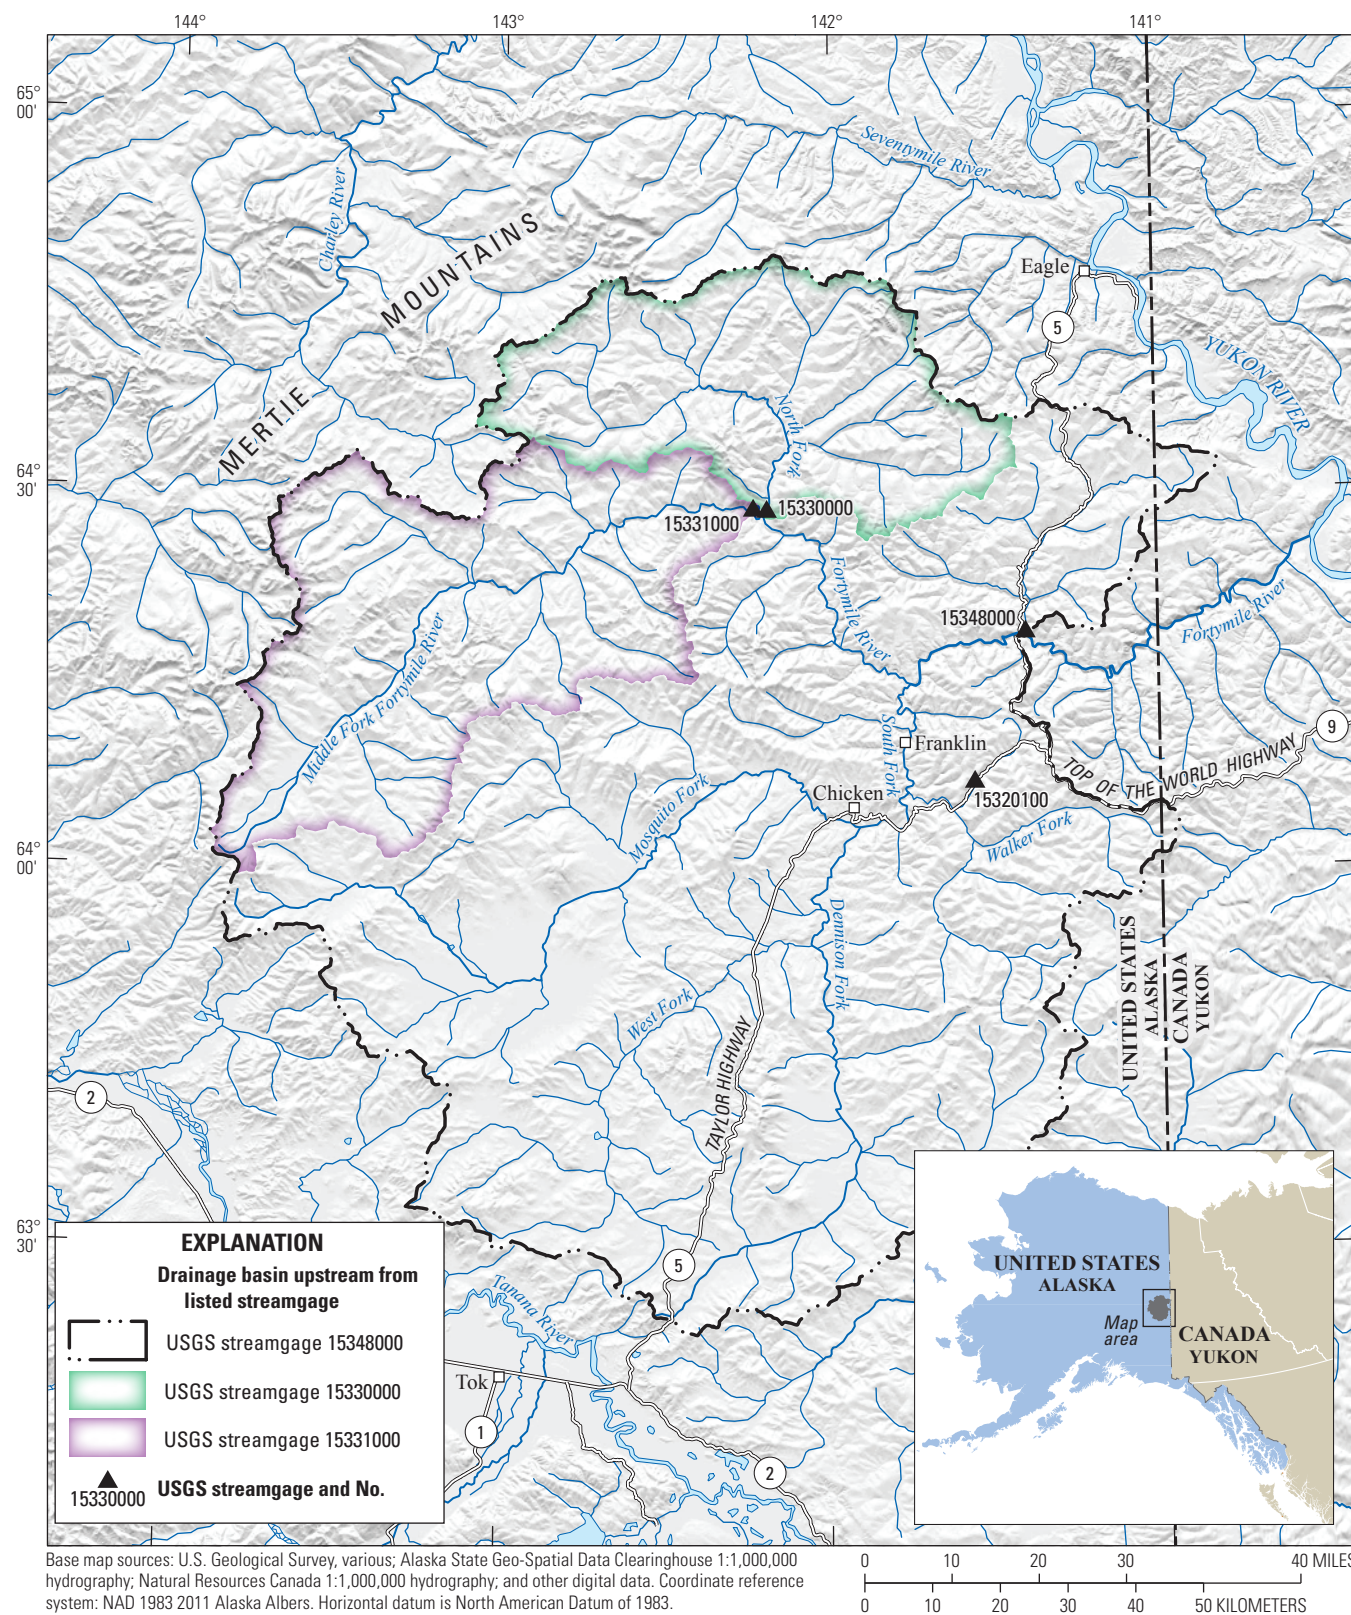 144°
143°
142°
141°
65°
00'
Seventymile River
Charley River
MERTIE MOUNTAINS
Eagle
5
YUKON RIVER
North Fork
64°
30'
15331000
15330000
Fortymile River
15348000
Fortymile River
Middle Fork Fortymile River
South Fork
Franklin
9
TOP OF THE WORLD HIGHWAY
Mosquito Fork
Chicken
15320100
Walker Fork
64°
00'
Dennison Fork
West Fork
UNITED STATES
ALASKA
CANADA
YUKON
TAYLOR HIGHWAY
2
63°
30'
5
Tanana River
Tok
1
2
EXPLANATION
Drainage basin upstream from
listed streamgage
USGS streamgage 15348000
USGS streamgage 15330000
USGS streamgage 15331000
15330000
USGS streamgage and No.
UNITED STATES
ALASKA
Map
area
CANADA
YUKON
Base map sources: U.S. Geological Survey, various; Alaska State Geo-Spatial Data Clearinghouse 1:1,000,000
hydrography; Natural Resources Canada 1:1,000,000 hydrography; and other digital data. Coordinate reference
system: NAD 1983 2011 Alaska Albers. Horizontal datum is North American Datum of 1983.
0 10 20 30 40 MILES
0 10 20 30 40 50 KILOMETERS